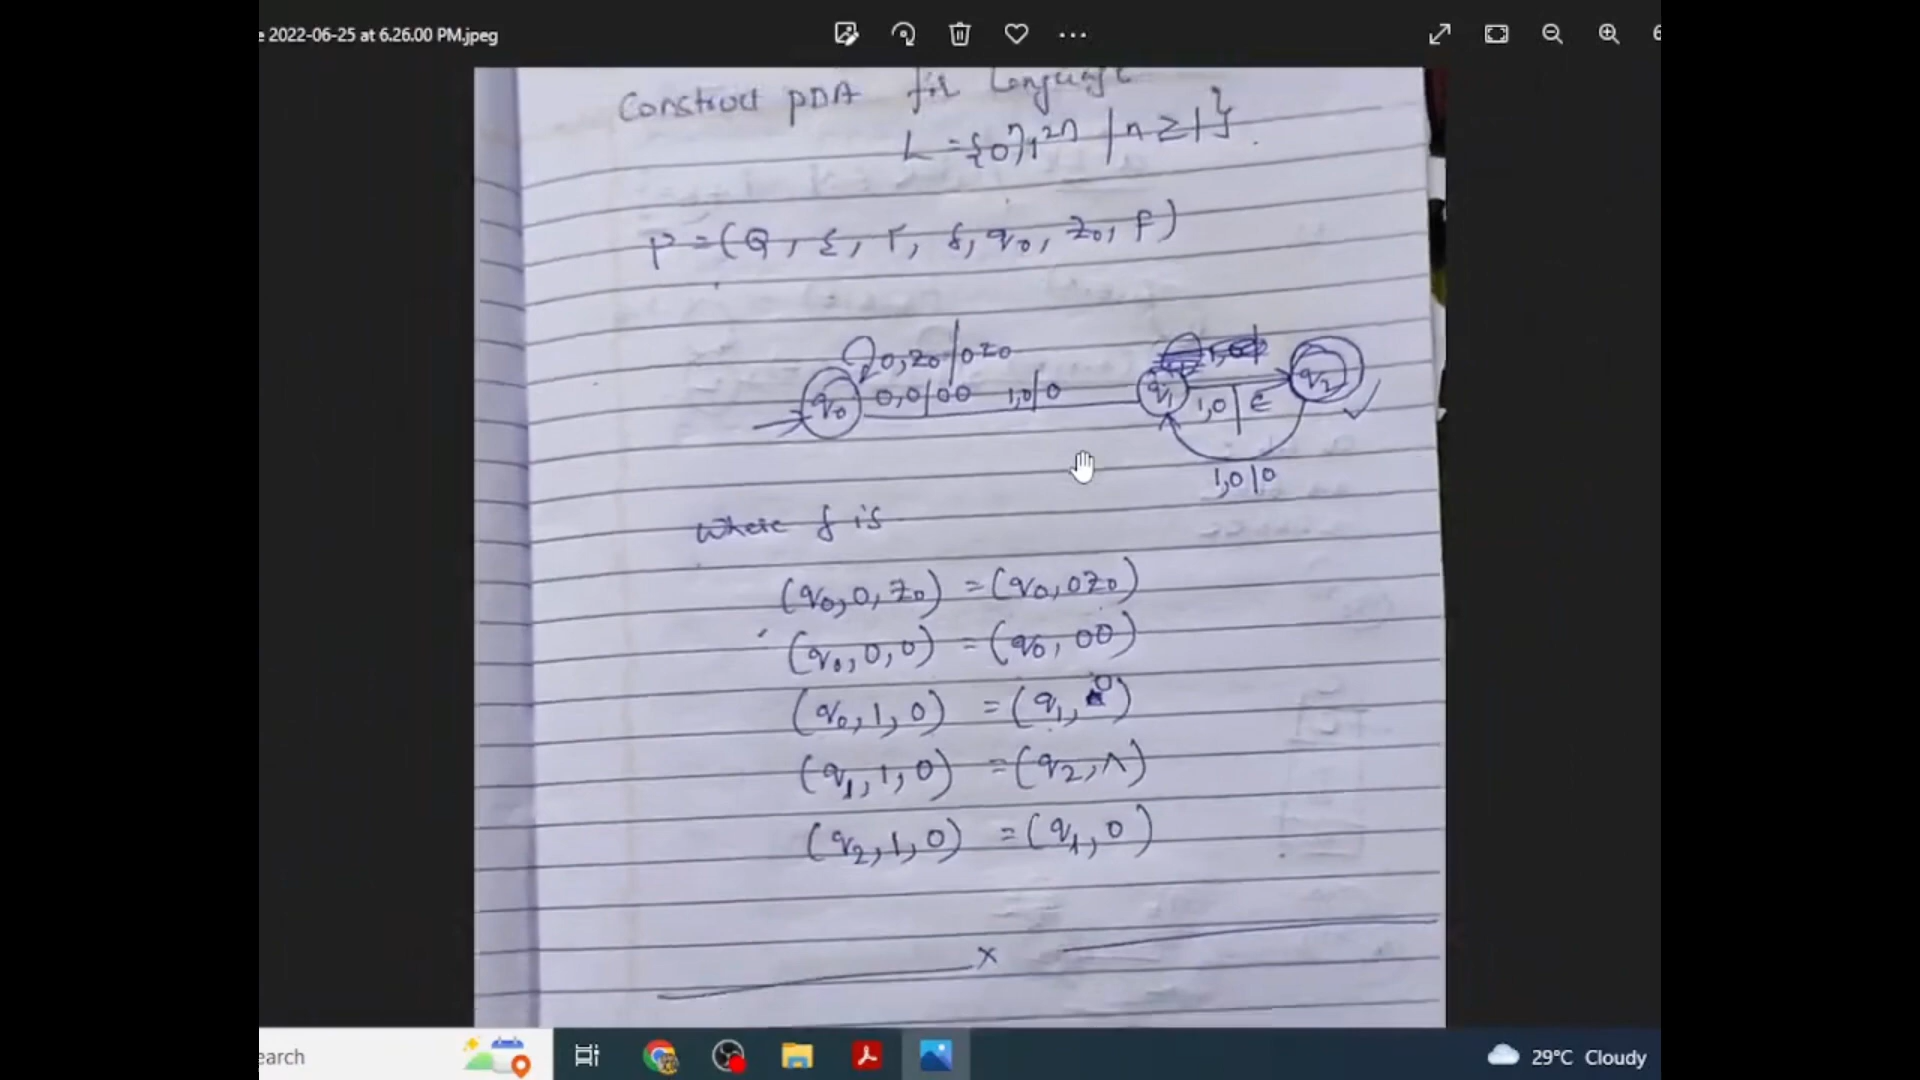 e 2022-06-25 at 6.26.00 PM.jpeg
Construct PDA for Language
L = {0ⁿ1²ⁿ | n ≥ 1}.
P = (Q, Σ, Γ, δ, q0, z0, F)
0,z0/0z0
q0 0,0/00 1,0/0 q1 1,0/ε q2
1,0/0
where δ is
(q0, 0, z0) = (q0, 0z0)
(q0, 0, 0) = (q0, 00)
(q0, 1, 0) = (q1, 0)
(q1, 1, 0) = (q2, ∧)
(q2, 1, 0) = (q1, 0)
x
earch
29°C Cloudy